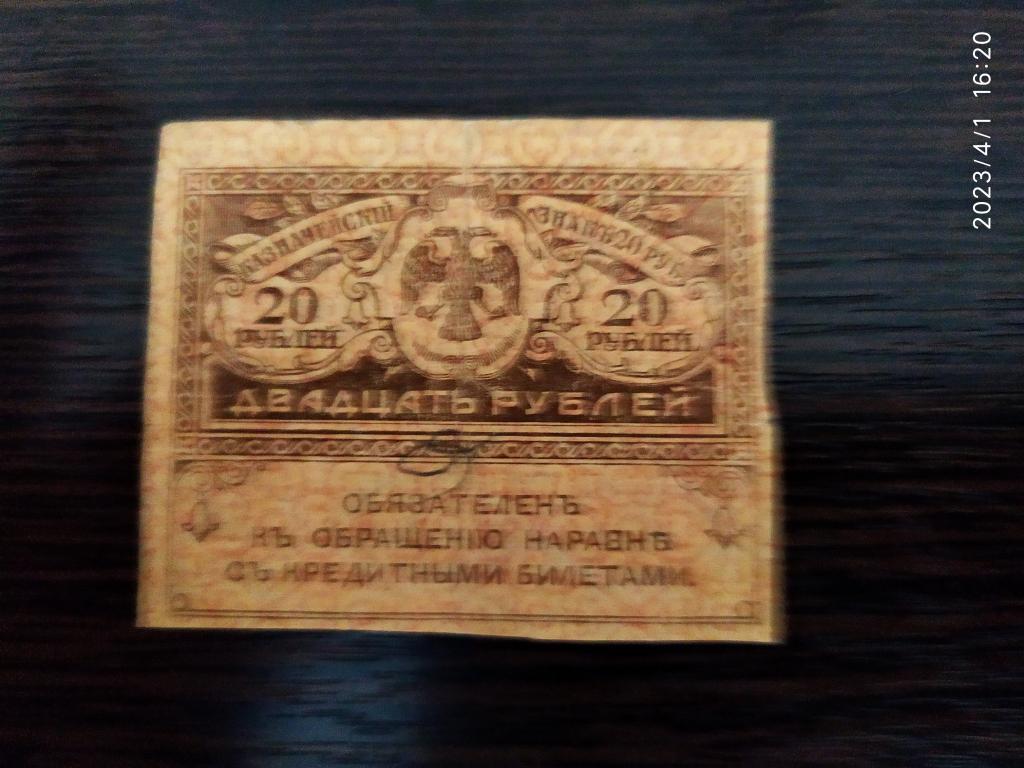 КАЗНАЧЕЙСКІЙ ЗНАКЪ 20 РУБ.
20 20
РУБЛЕЙ РУБЛЕЙ
ДВАДЦАТЬ РУБЛЕЙ
ОБЯЗАТЕЛЕНЪ
КЪ ОБРАЩЕНІЮ НАРАВНѢ
СЪ КРЕДИТНЫМИ БИЛЕТАМИ.
2023/4/1 16:20